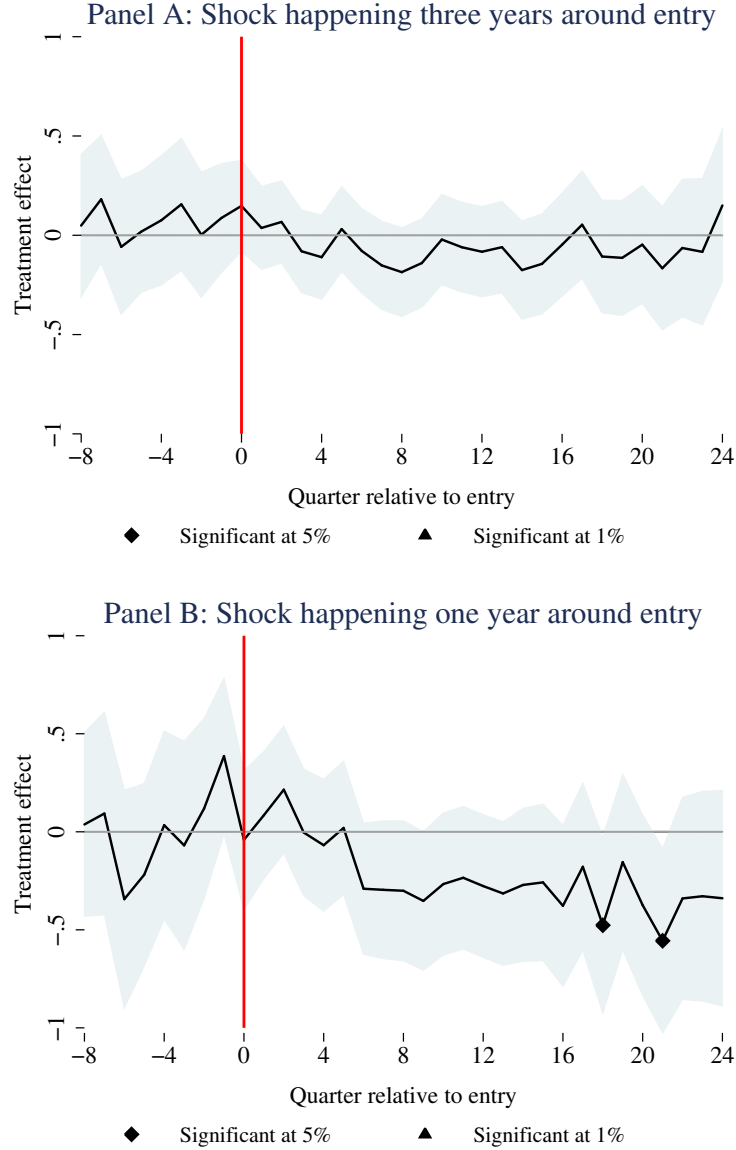 Panel A: Shock happening three years around entry
1
.5
0
−.5
−1
Treatment effect
−8 −4 0 4 8 12 16 20 24
Quarter relative to entry
Significant at 5% Significant at 1%
Panel B: Shock happening one year around entry
1
.5
0
−.5
−1
Treatment effect
−8 −4 0 4 8 12 16 20 24
Quarter relative to entry
Significant at 5% Significant at 1%